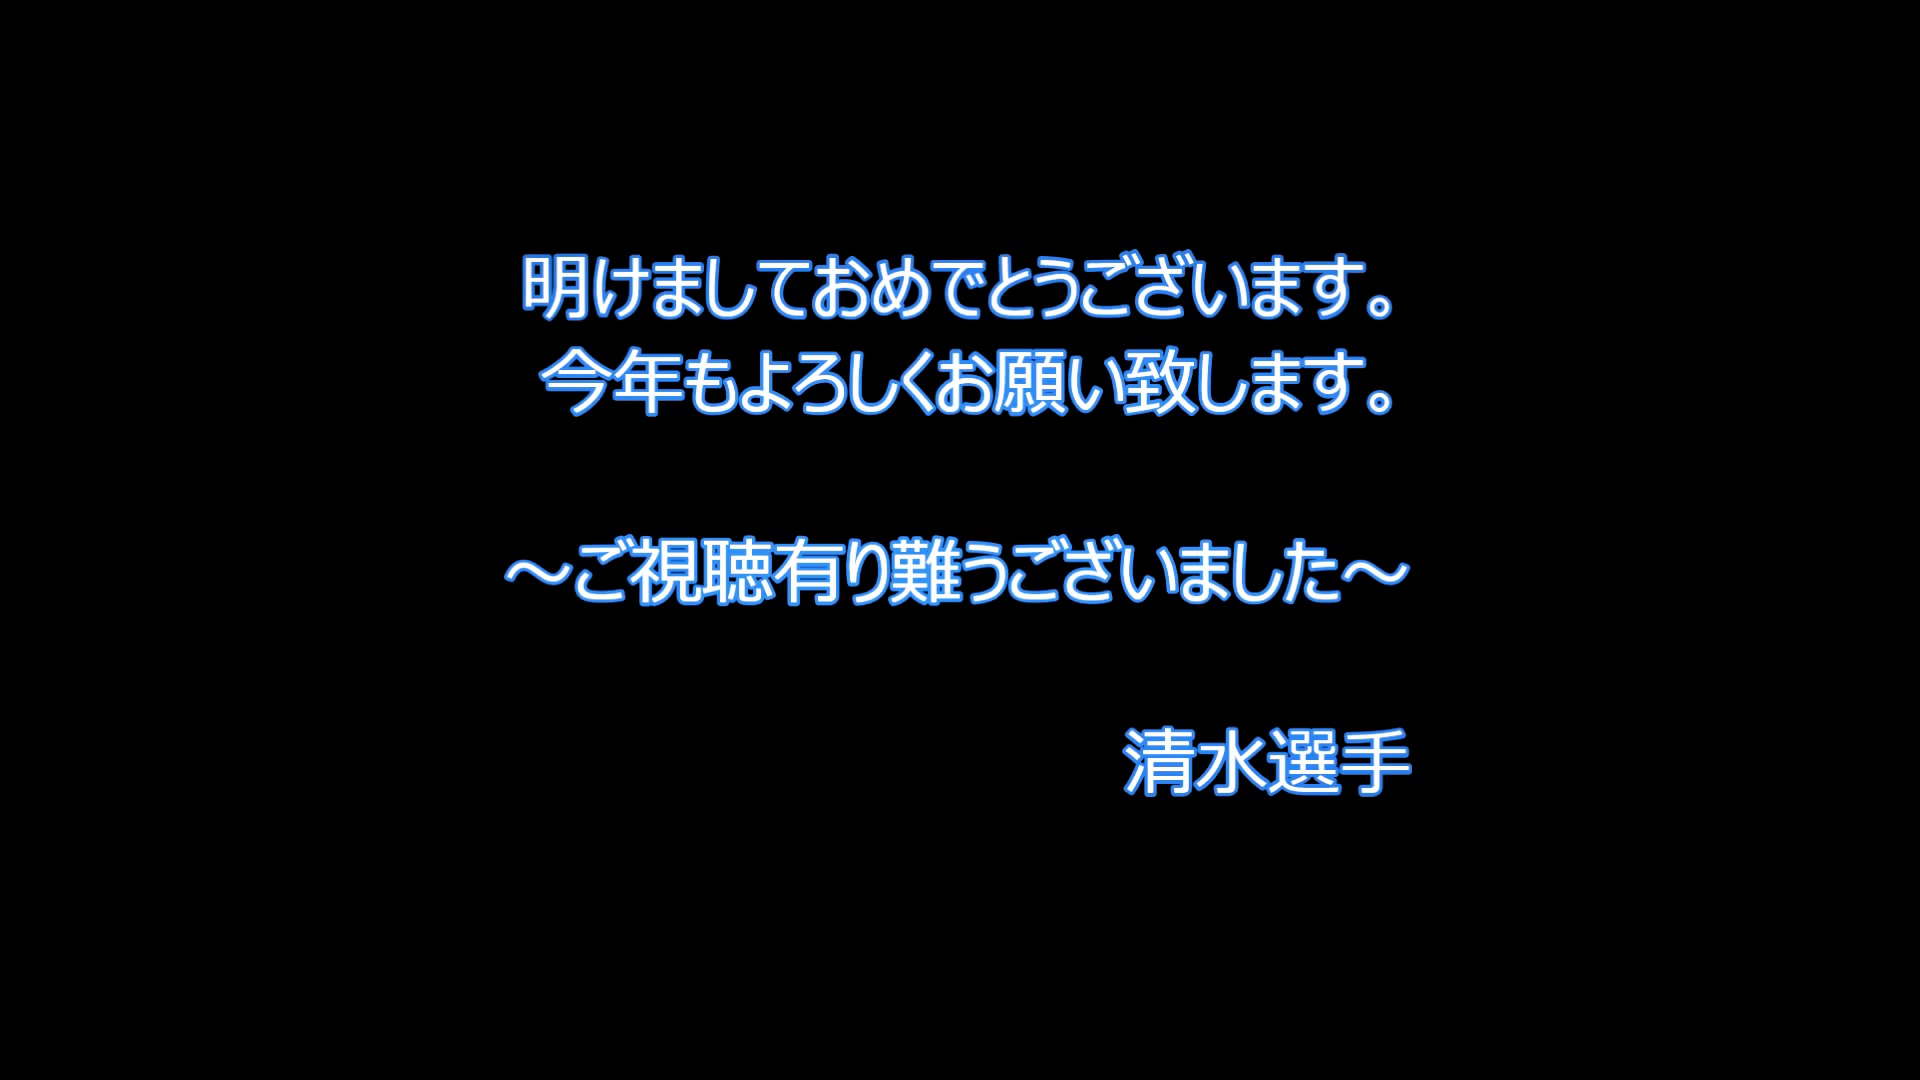 明けましておめでとうございます。
今年もよろしくお願い致します。
～ご視聴有り難うございました～
清水選手